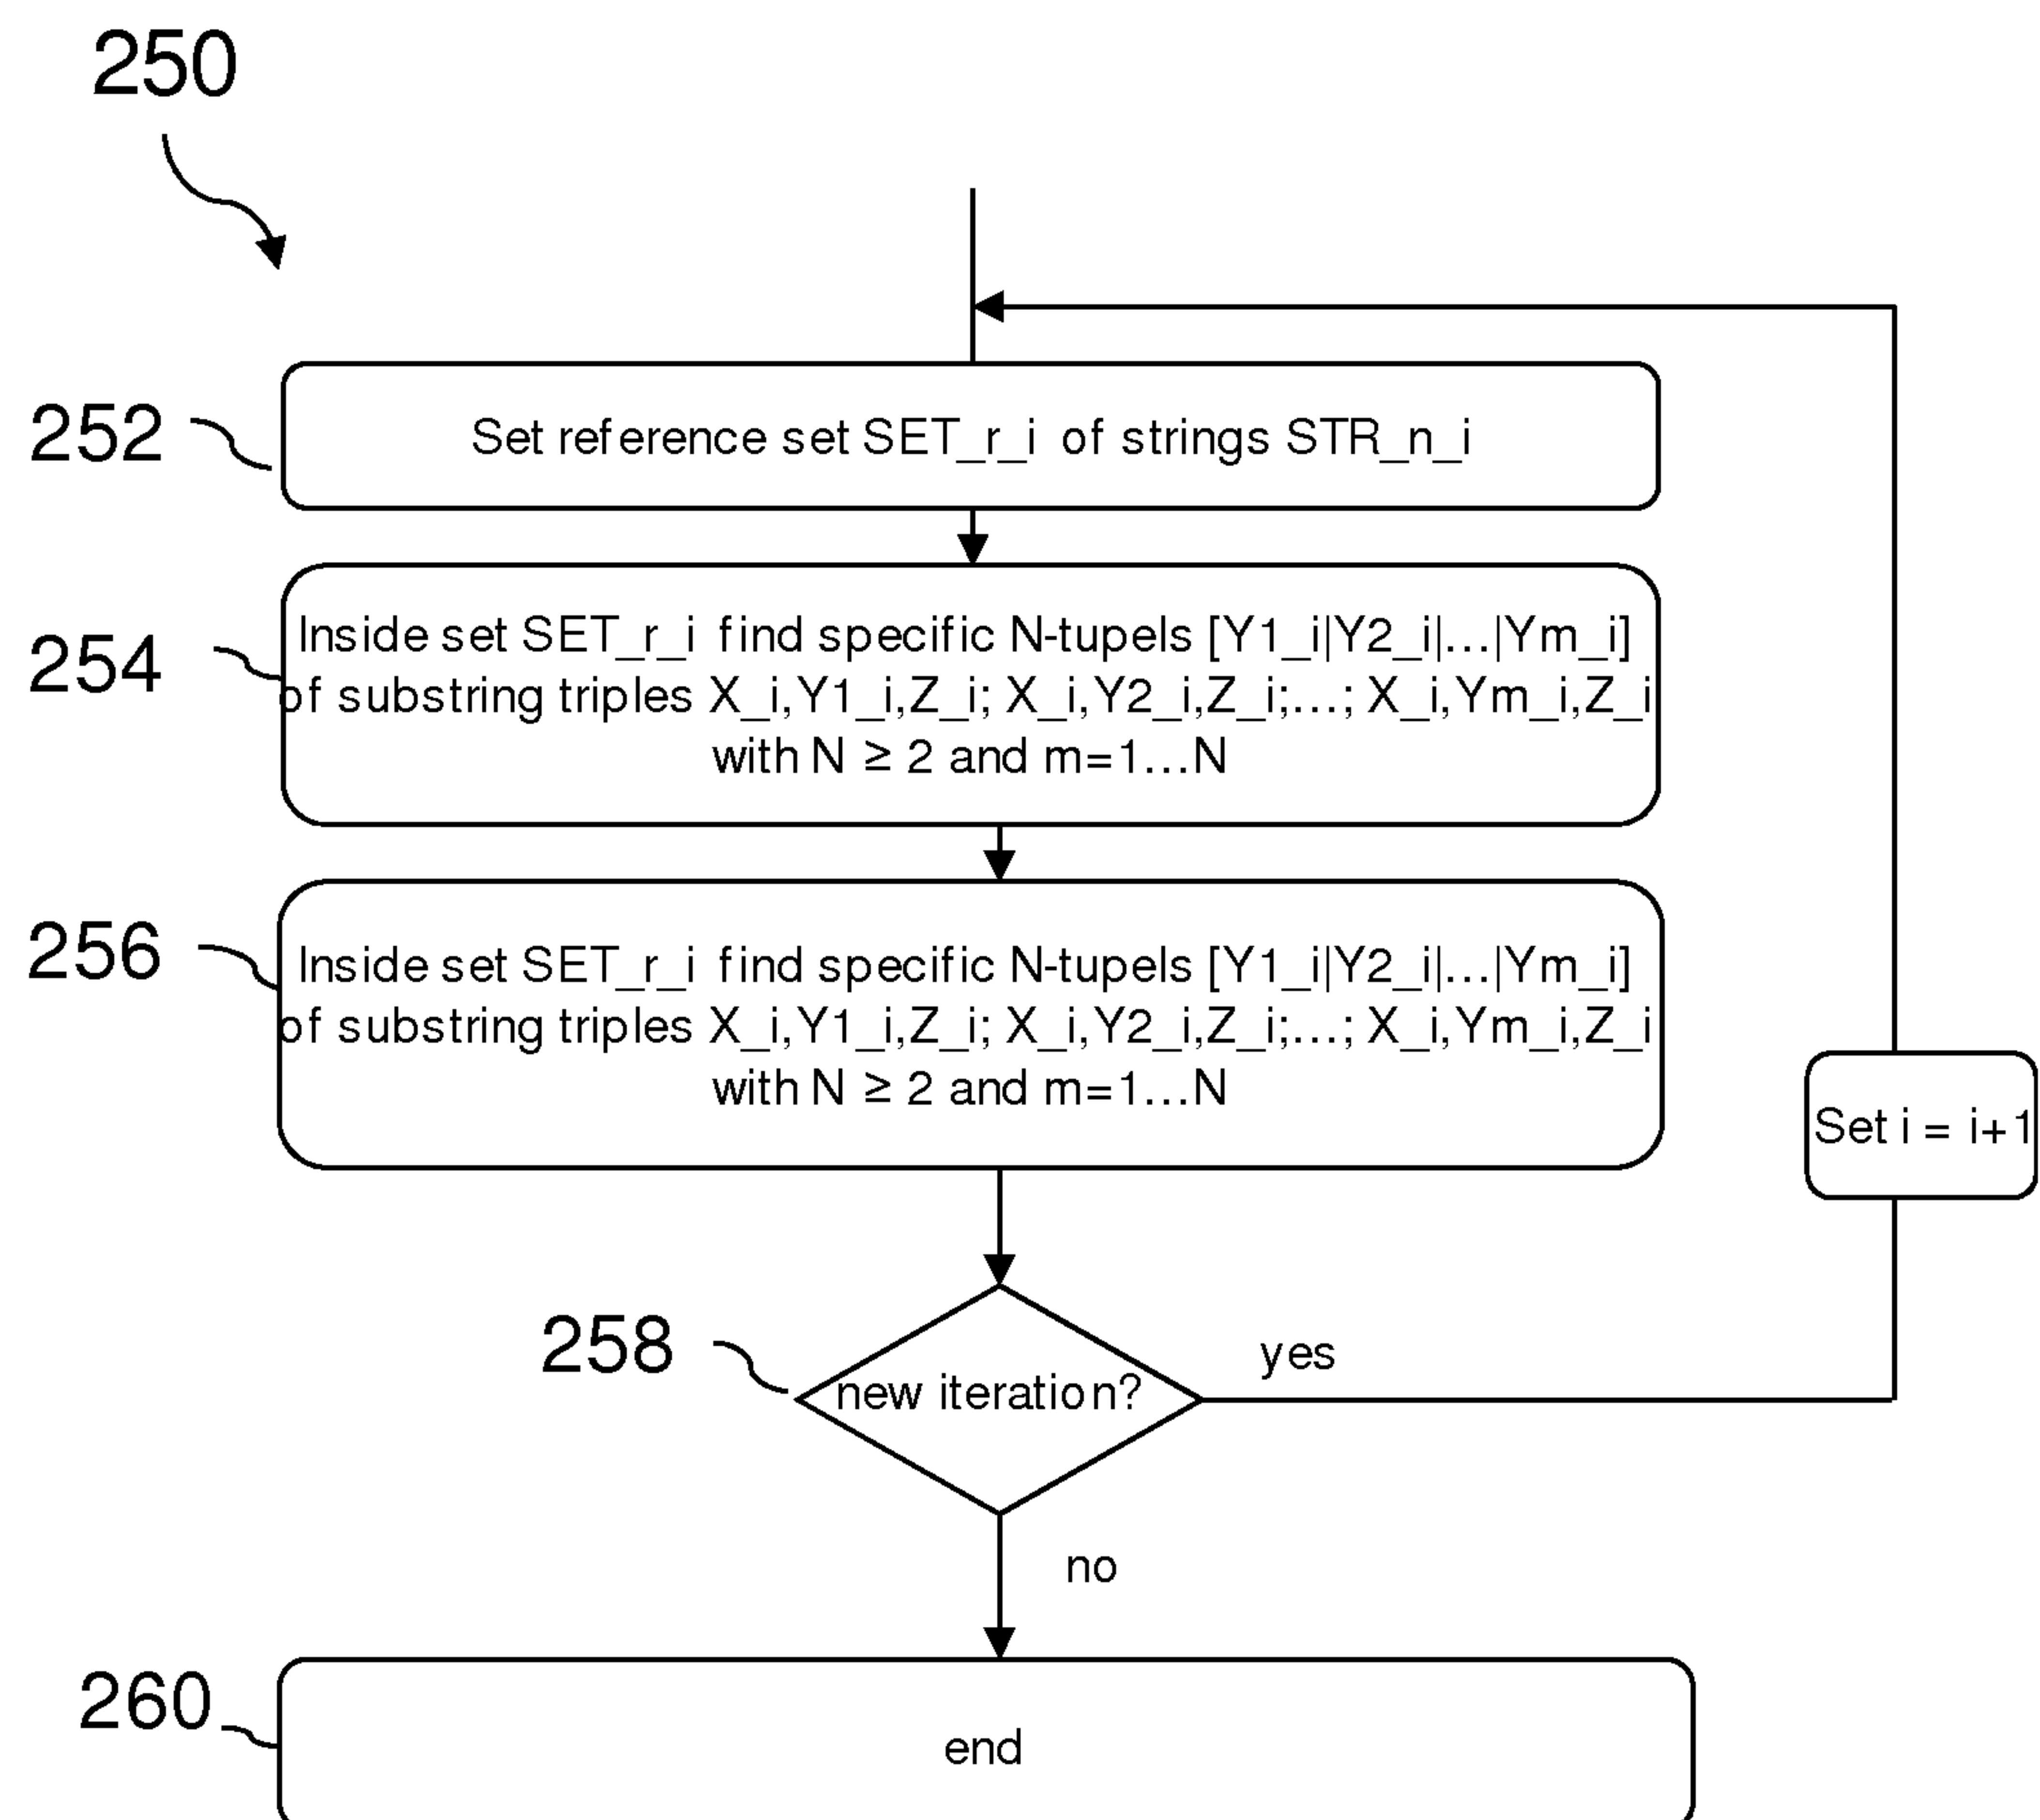 250
252
Set reference set SET_r_i of strings STR_n_i
254
Inside set SET_r_i find specific N-tupels [Y1_i|Y2_i|...|Ym_i]
of substring triples X_i,Y1_i,Z_i; X_i,Y2_i,Z_i;...; X_i,Ym_i,Z_i
with N ≥ 2 and m=1...N
256
Inside set SET_r_i find specific N-tupels [Y1_i|Y2_i|...|Ym_i]
of substring triples X_i,Y1_i,Z_i; X_i,Y2_i,Z_i;...; X_i,Ym_i,Z_i
with N ≥ 2 and m=1...N
Set i = i+1
258
new iteration?
yes
no
260
end